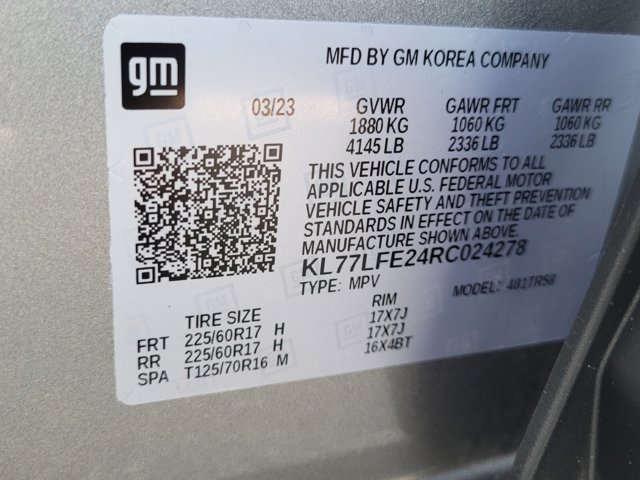 gm
MFD BY GM KOREA COMPANY
03/23 GVWR GAWR FRT GAWR RR
1880 KG 1060 KG 1060 KG
4145 LB 2336 LB 2336 LB
THIS VEHICLE CONFORMS TO ALL
APPLICABLE U.S. FEDERAL MOTOR
VEHICLE SAFETY AND THEFT PREVENTION
STANDARDS IN EFFECT ON THE DATE OF
MANUFACTURE SHOWN ABOVE.
KL77LFE24RC024278
TYPE: MPV MODEL: 481TR58
TIRE SIZE RIM
FRT 225/60R17 H 17X7J
RR 225/60R17 H 17X7J
SPA T125/70R16 M 16X4BT